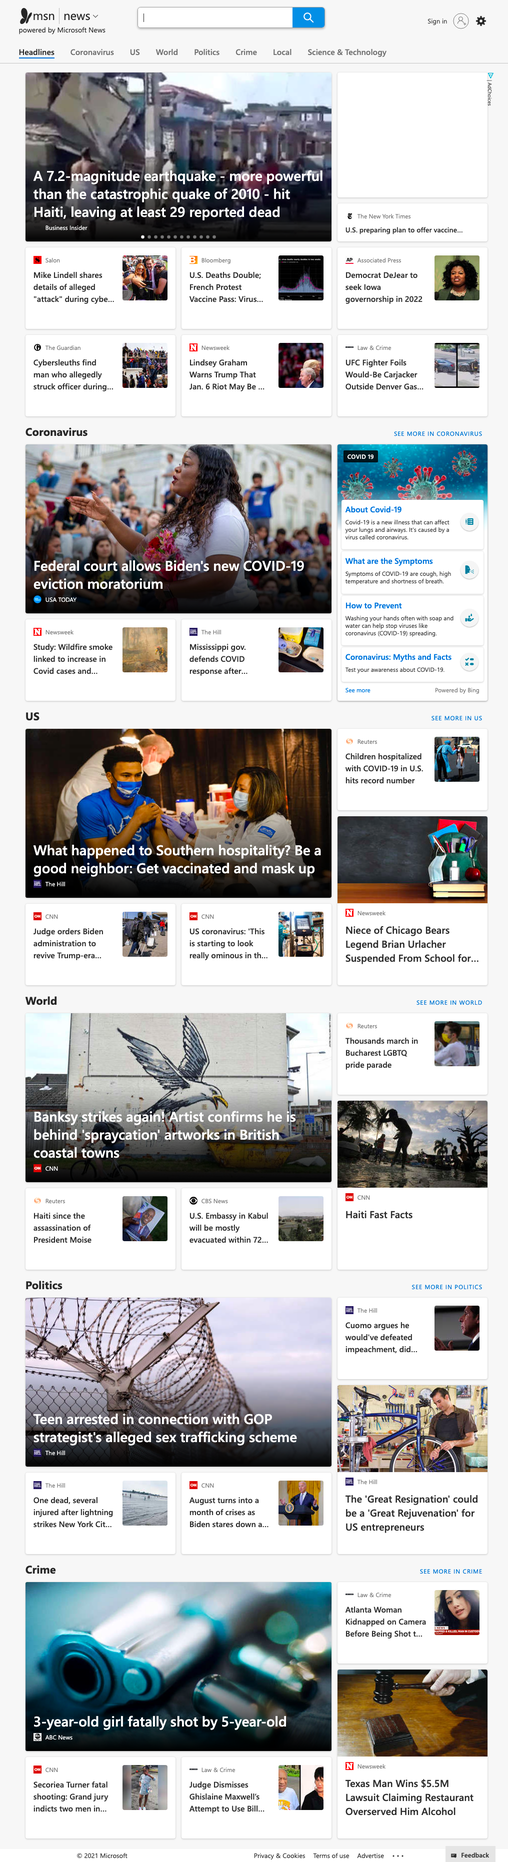 msn news
powered by Microsoft News
Sign in
Headlines Coronavirus US World Politics Crime Local Science & Technology
AdChoices
A 7.2-magnitude earthquake - more powerful
than the catastrophic quake of 2010 - hit
Haiti, leaving at least 29 reported dead
Business Insider
The New York Times
U.S. preparing plan to offer vaccine...
Salon
Mike Lindell shares
details of alleged
"attack" during cybe...
Bloomberg
U.S. Deaths Double;
French Protest
Vaccine Pass: Virus...
Associated Press
Democrat DeJear to
seek Iowa
governorship in 2022
The Guardian
Cybersleuths find
man who allegedly
struck officer during...
Newsweek
Lindsey Graham
Warns Trump That
Jan. 6 Riot May Be ...
Law & Crime
UFC Fighter Foils
Would-Be Carjacker
Outside Denver Gas...
Coronavirus
SEE MORE IN CORONAVIRUS
Federal court allows Biden's new COVID-19
eviction moratorium
USA TODAY
COVID 19
About Covid-19
Covid-19 is a new illness that can affect
your lungs and airways. It's caused by a
virus called coronavirus.
What are the Symptoms
Symptoms of COVID-19 are cough, high
temperature and shortness of breath.
How to Prevent
Washing your hands often with soap and
water can help stop viruses like
coronavirus (COVID-19) spreading.
Coronavirus: Myths and Facts
Test your awareness about COVID-19.
See more
Powered by Bing
Newsweek
Study: Wildfire smoke
linked to increase in
Covid cases and...
The Hill
Mississippi gov.
defends COVID
response after...
US
SEE MORE IN US
What happened to Southern hospitality? Be a
good neighbor: Get vaccinated and mask up
The Hill
Reuters
Children hospitalized
with COVID-19 in U.S.
hits record number
Newsweek
Niece of Chicago Bears
Legend Brian Urlacher
Suspended From School for...
CNN
Judge orders Biden
administration to
revive Trump-era...
CNN
US coronavirus: 'This
is starting to look
really ominous in th...
World
SEE MORE IN WORLD
Banksy strikes again! Artist confirms he is
behind 'spraycation' artworks in British
coastal towns
CNN
Reuters
Thousands march in
Bucharest LGBTQ
pride parade
CNN
Haiti Fast Facts
Reuters
Haiti since the
assassination of
President Moise
CBS News
U.S. Embassy in Kabul
will be mostly
evacuated within 72...
Politics
SEE MORE IN POLITICS
Teen arrested in connection with GOP
strategist's alleged sex trafficking scheme
The Hill
The Hill
Cuomo argues he
would've defeated
impeachment, did...
The Hill
The 'Great Resignation' could
be a 'Great Rejuvenation' for
US entrepreneurs
The Hill
One dead, several
injured after lightning
strikes New York Cit...
CNN
August turns into a
month of crises as
Biden stares down a...
Crime
SEE MORE IN CRIME
3-year-old girl fatally shot by 5-year-old
ABC News
Law & Crime
Atlanta Woman
Kidnapped on Camera
Before Being Shot t...
Newsweek
Texas Man Wins $5.5M
Lawsuit Claiming Restaurant
Overserved Him Alcohol
CNN
Secoriea Turner fatal
shooting: Grand jury
indicts two men in...
Law & Crime
Judge Dismisses
Ghislaine Maxwell's
Attempt to Use Bill...
© 2021 Microsoft
Privacy & Cookies Terms of use Advertise ...
Feedback